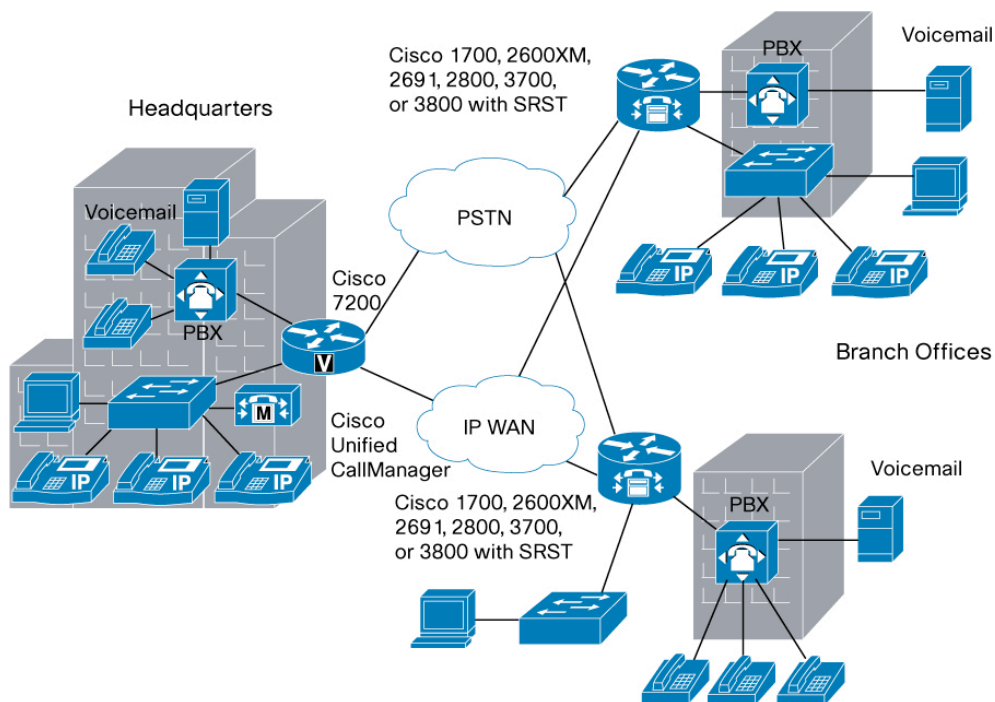 Cisco 1700, 2600XM,
2691, 2800, 3700,
or 3800 with SRST
PBX
Voicemail
Headquarters
Voicemail
PBX
Cisco
7200
PSTN
IP
IP
IP
Branch Offices
V
M
Cisco
Unified
CallManager
IP
IP
IP
IP WAN
Cisco 1700, 2600XM,
2691, 2800, 3700,
or 3800 with SRST
PBX
Voicemail